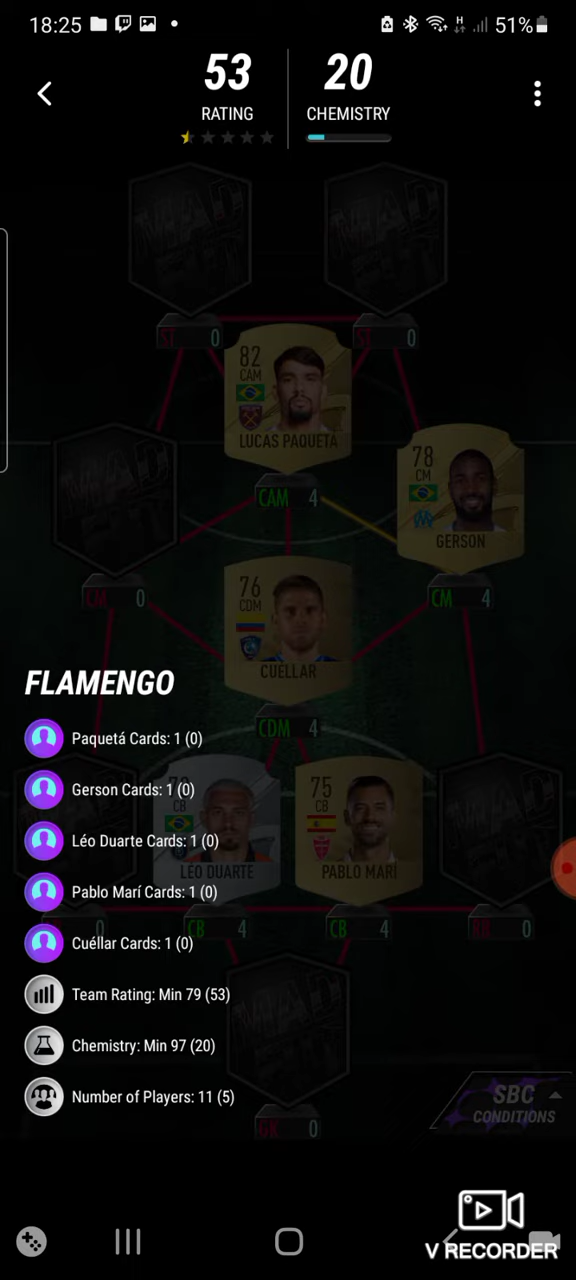 18:25
H
51%
53
20
RATING
CHEMISTRY
ST 0
ST 0
82
CAM
LUCAS PAQUETÁ
78
CM
GERSON
CAM 4
76
CDM
CM 0
CM 4
CUELLAR
FLAMENGO
CDM 4
Paquetá Cards: 1 (0)
Gerson Cards: 1 (0)
75
CB
CB
Léo Duarte Cards: 1 (0)
LÉO DUARTE
PABLO MARÍ
Pablo Marí Cards: 1 (0)
0
CB 4
CB 4
RB 0
Cuéllar Cards: 1 (0)
Team Rating: Min 79 (53)
Chemistry: Min 97 (20)
Number of Players: 11 (5)
SBC
CONDITIONS
GK 0
V RECORDER